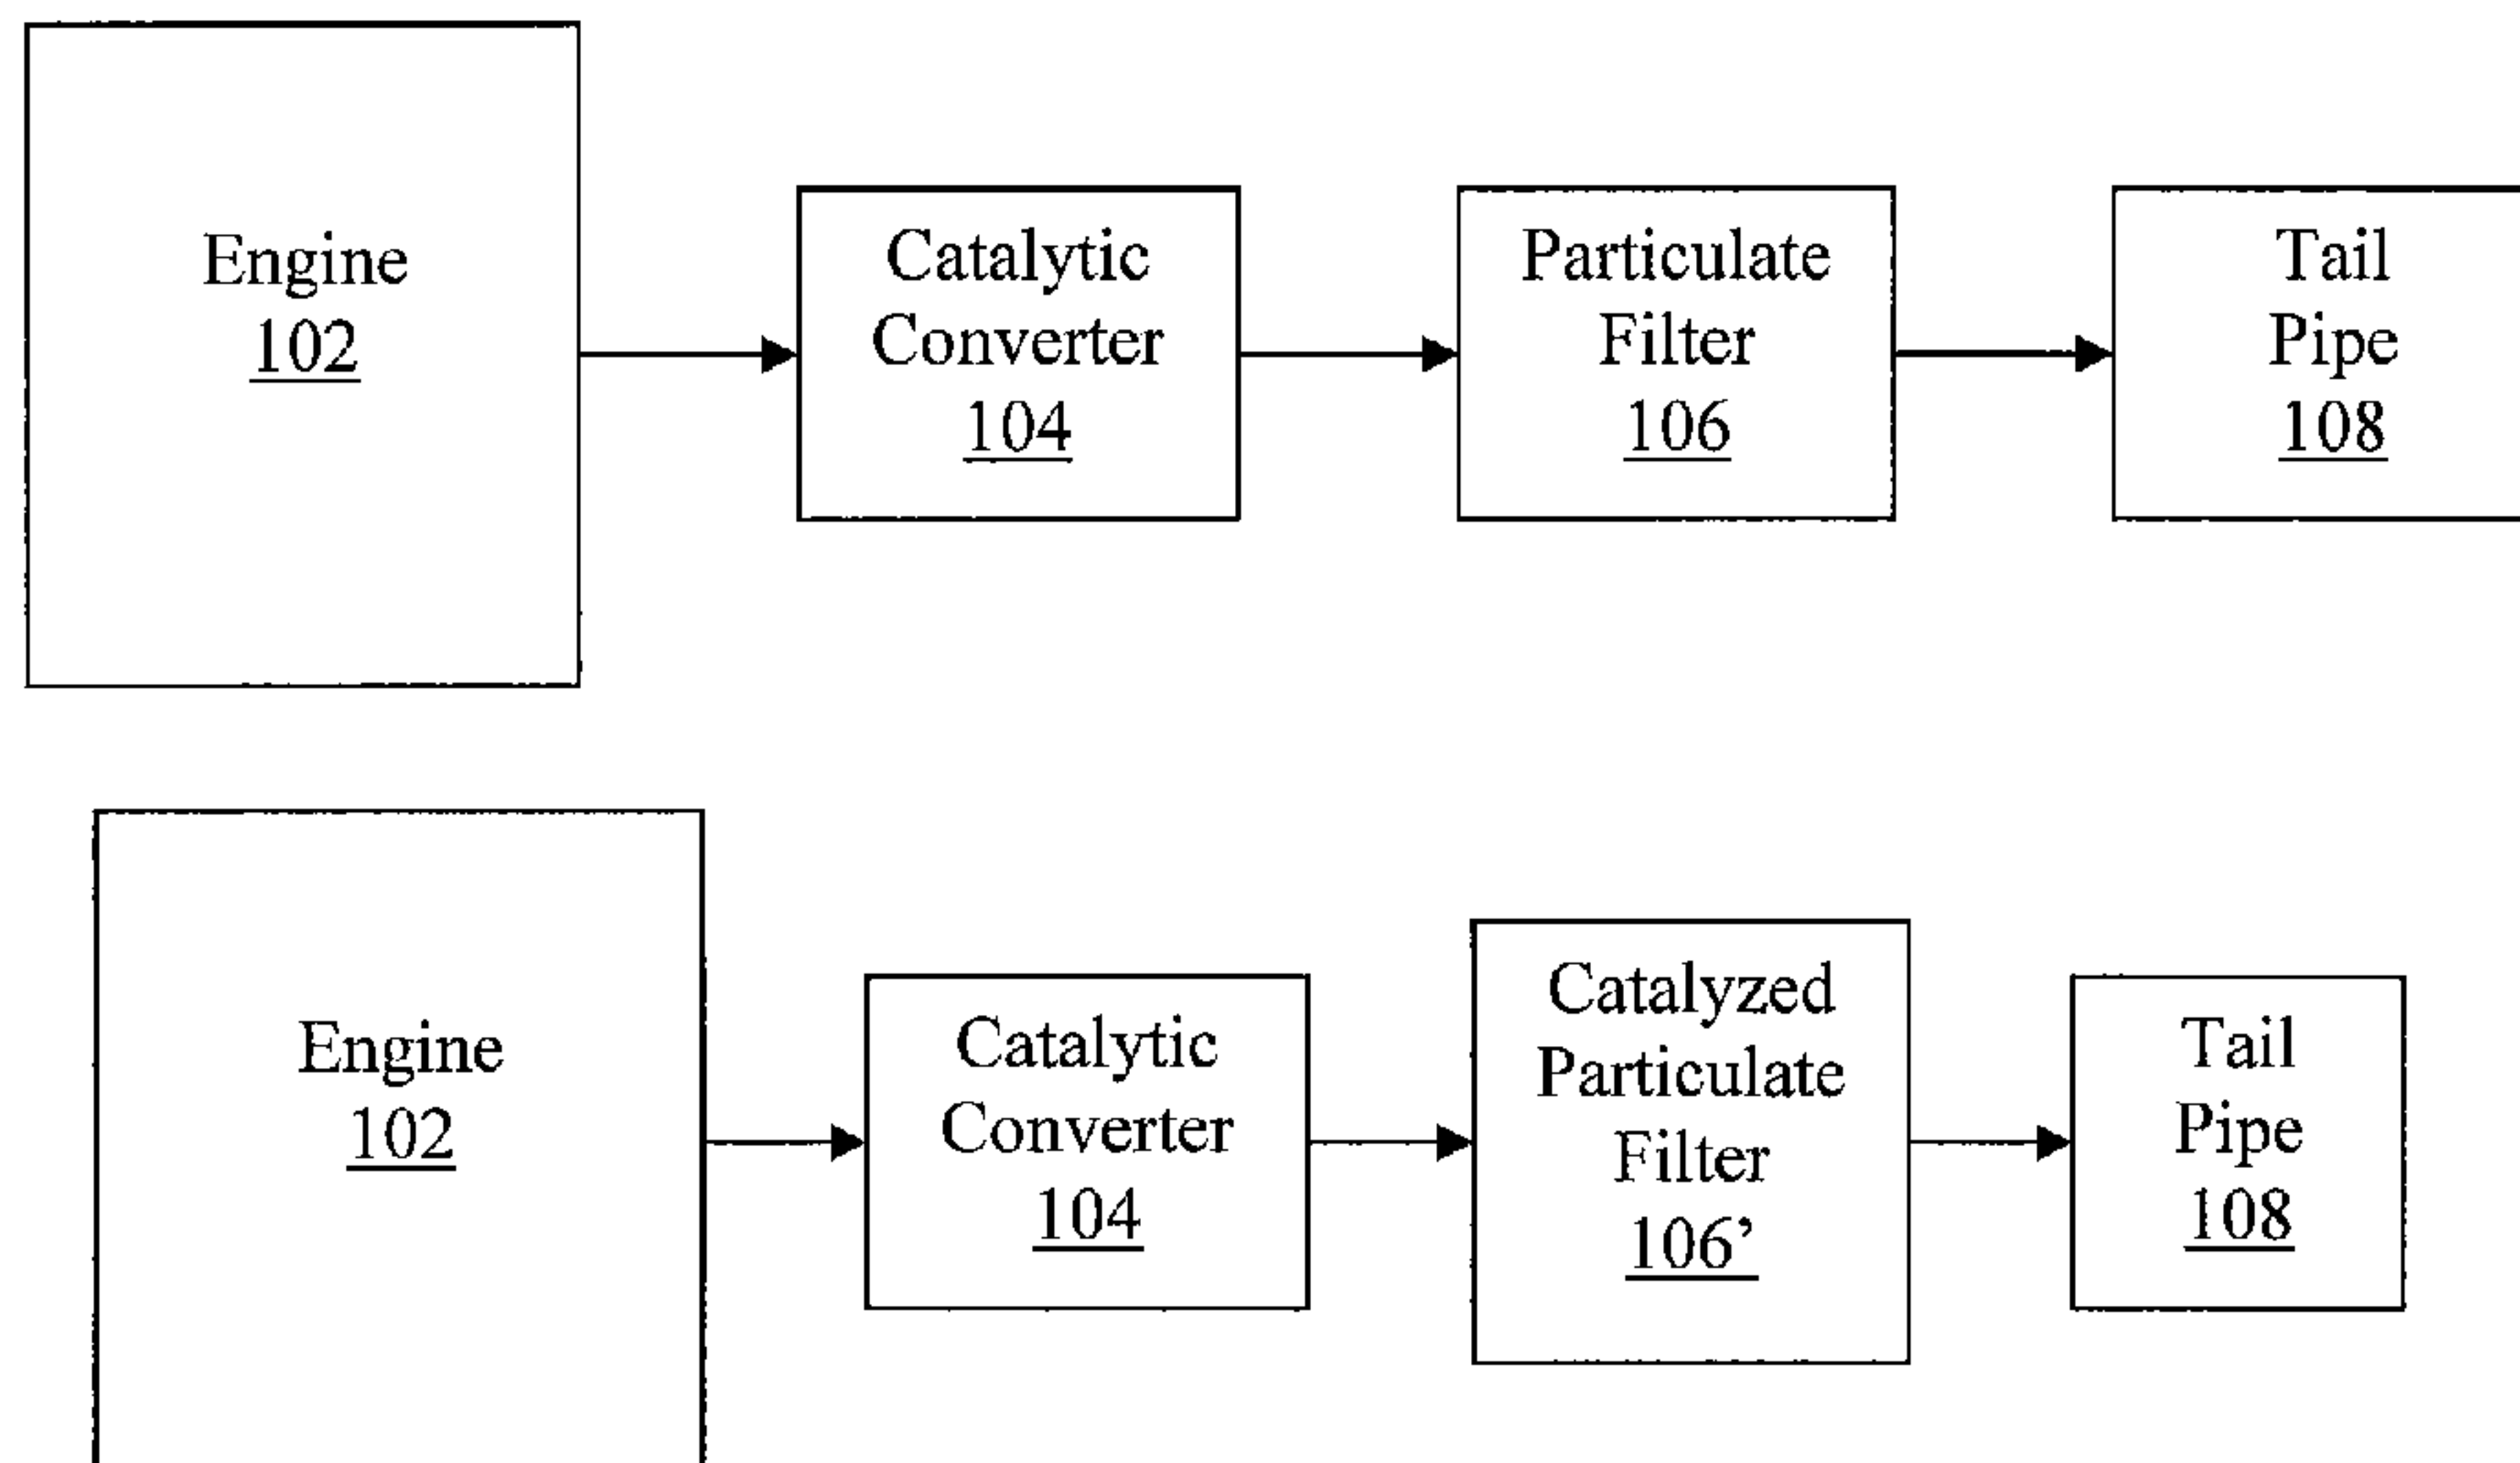 Engine
102
Catalytic
Converter
104
Particulate
Filter
106
Tail
Pipe
108
Engine
102
Catalytic
Converter
104
Catalyzed
Particulate
Filter
106’
Tail
Pipe
108